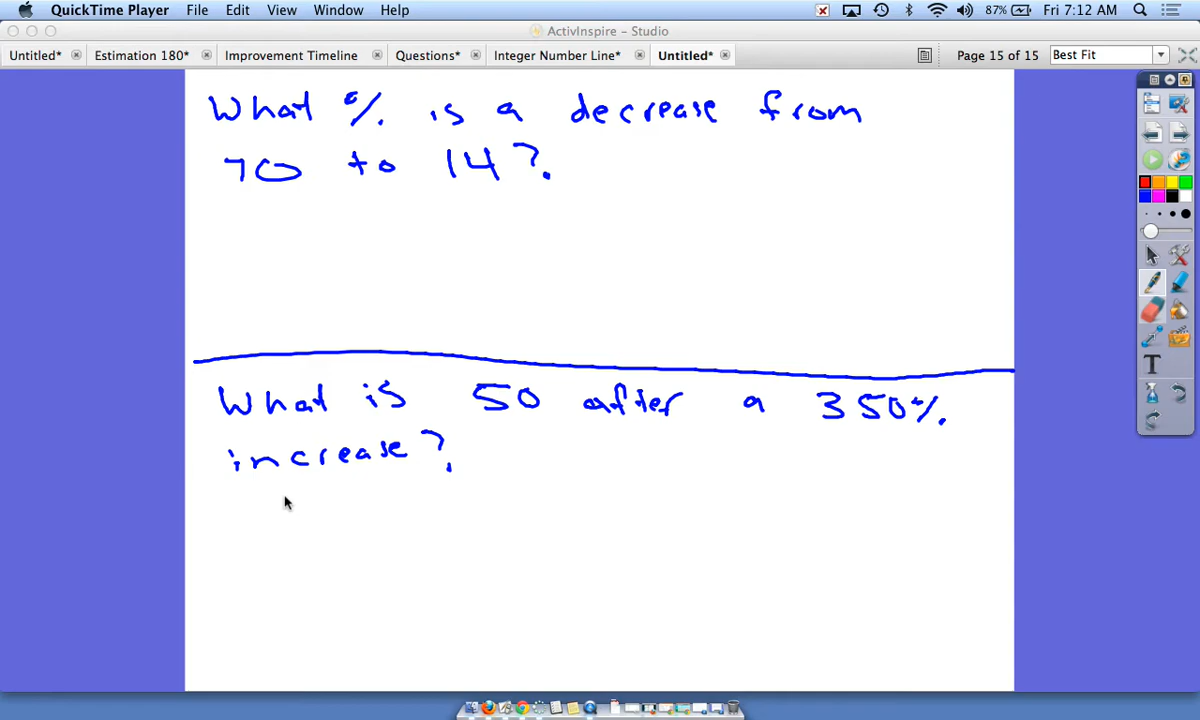 QuickTime Player File Edit View Window Help 87% Fri 7:12 AM
ActivInspire – Studio
Untitled* Estimation 180* Improvement Timeline Questions* Integer Number Line* Untitled* Page 15 of 15 Best Fit
What % is a decrease from
70 to 14?
What is 50 after a 350%
increase?
T